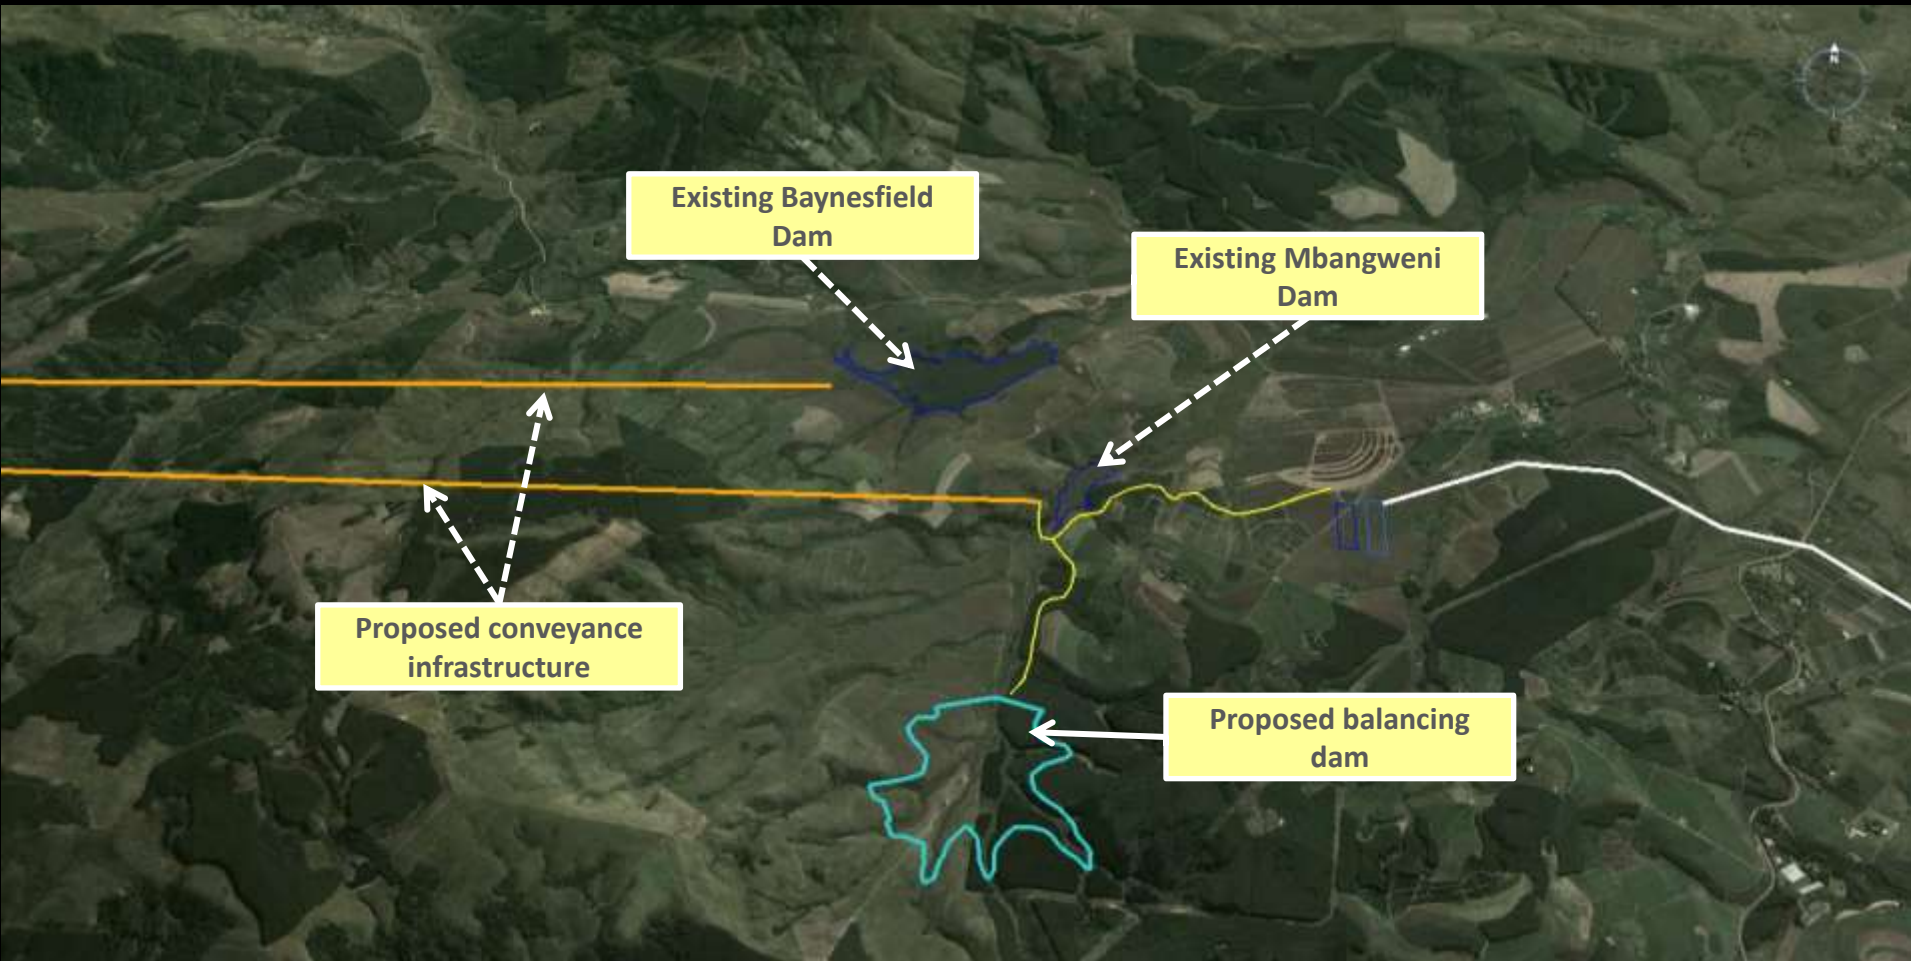 N
Existing Baynesfield
Dam
Existing Mbangweni
Dam
Proposed conveyance
infrastructure
Proposed balancing
dam